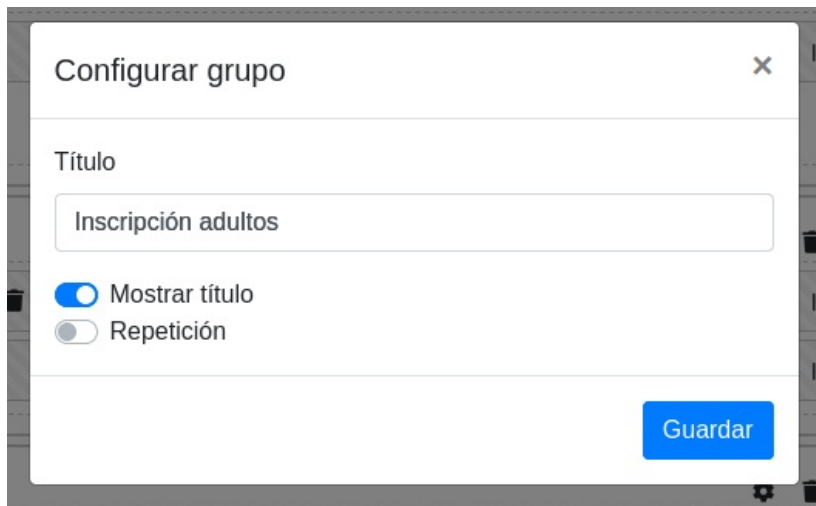 Configurar grupo
×
Título
Inscripción adultos
Mostrar título
Repetición
Guardar